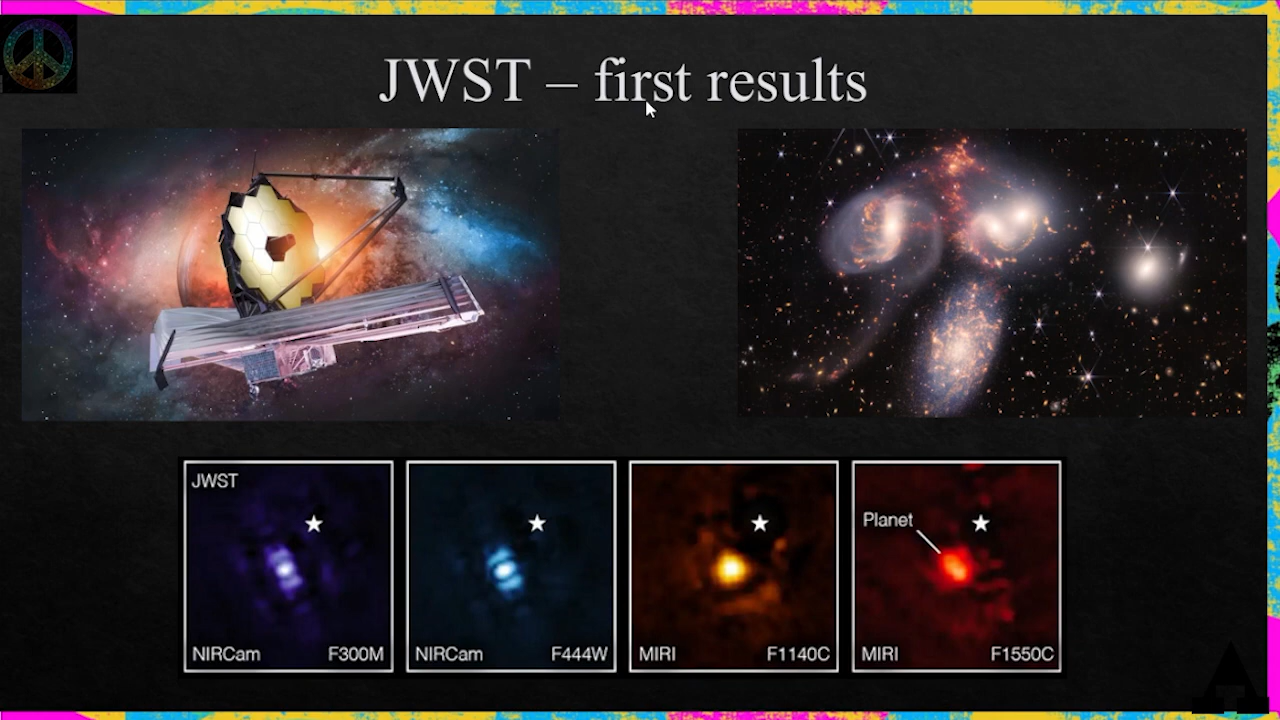 JWST – first results
JWST
NIRCam F300M
NIRCam F444W
MIRI F1140C
Planet
MIRI F1550C